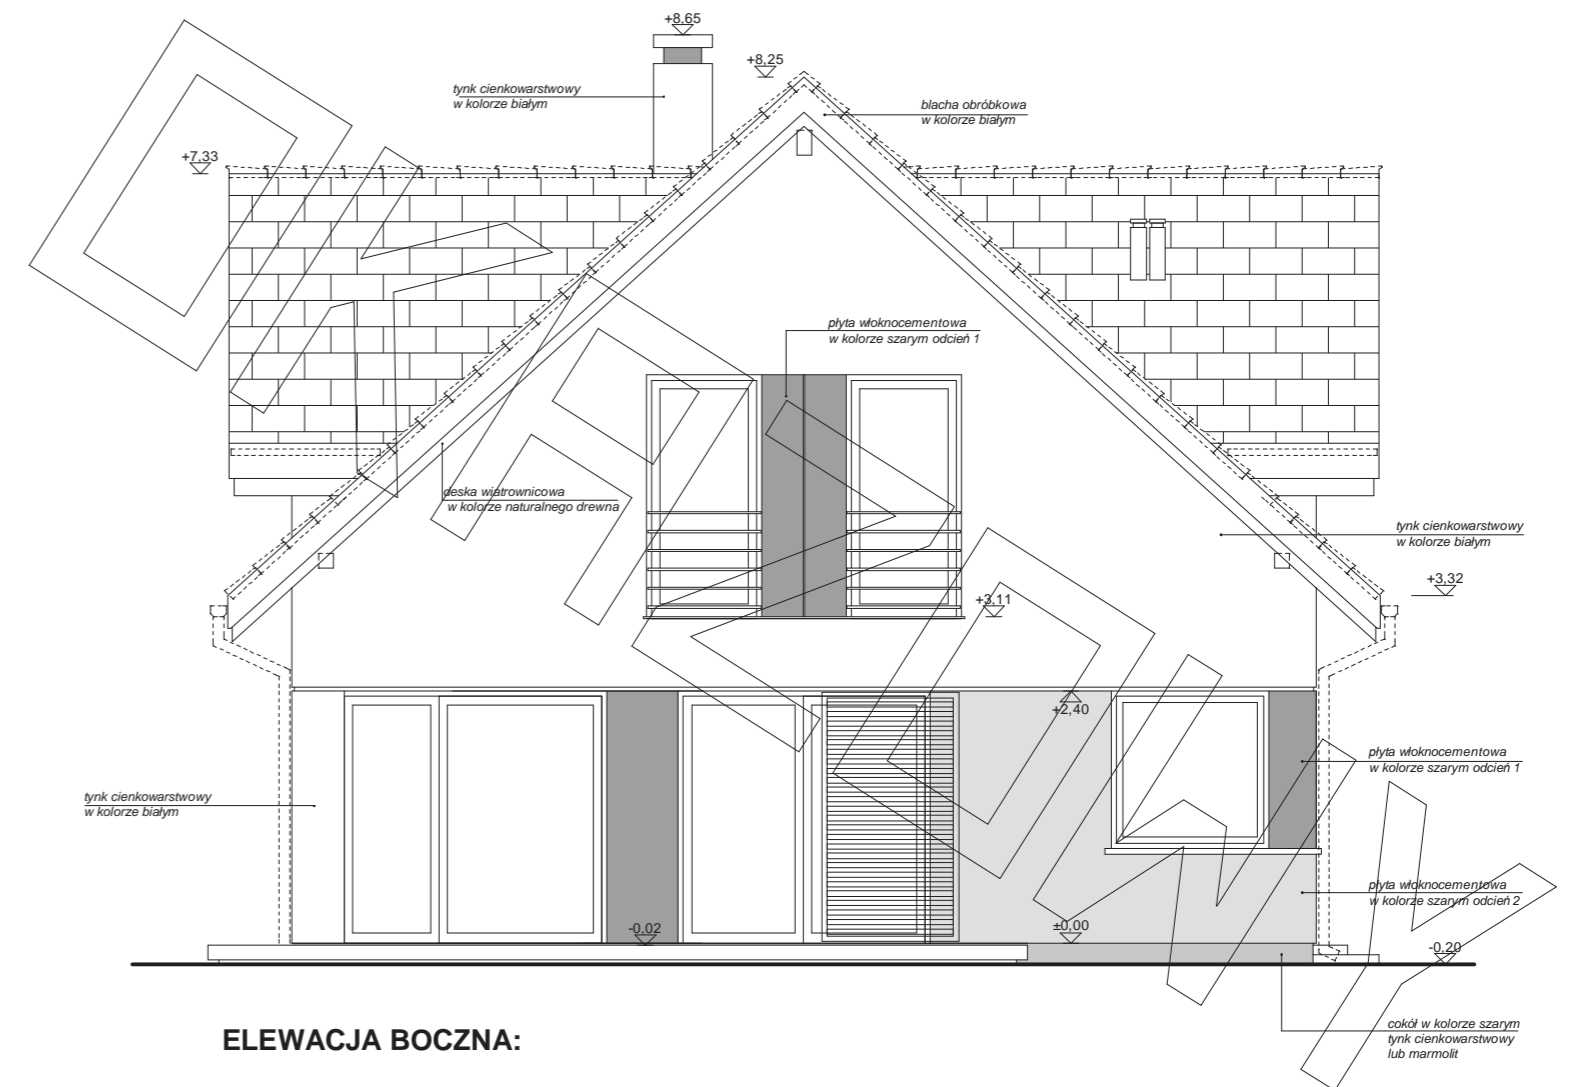 +8,65
+8,25
tynk cienkowarstwowy
w kolorze białym
blacha obróbkowa
w kolorze białym
+7,33
płyta włoknocementowa
w kolorze szarym odcień 1
deska wiatrownicowa
w kolorze naturalnego drewna
tynk cienkowarstwowy
w kolorze białym
+3,32
+3,11
+2,40
płyta włoknocementowa
w kolorze szarym odcień 1
tynk cienkowarstwowy
w kolorze białym
płyta włoknocementowa
w kolorze szarym odcień 2
-0,02
±0,00
-0,20
cokół w kolorze szarym
tynk cienkowarstwowy
lub marmolit
ELEWACJA BOCZNA: